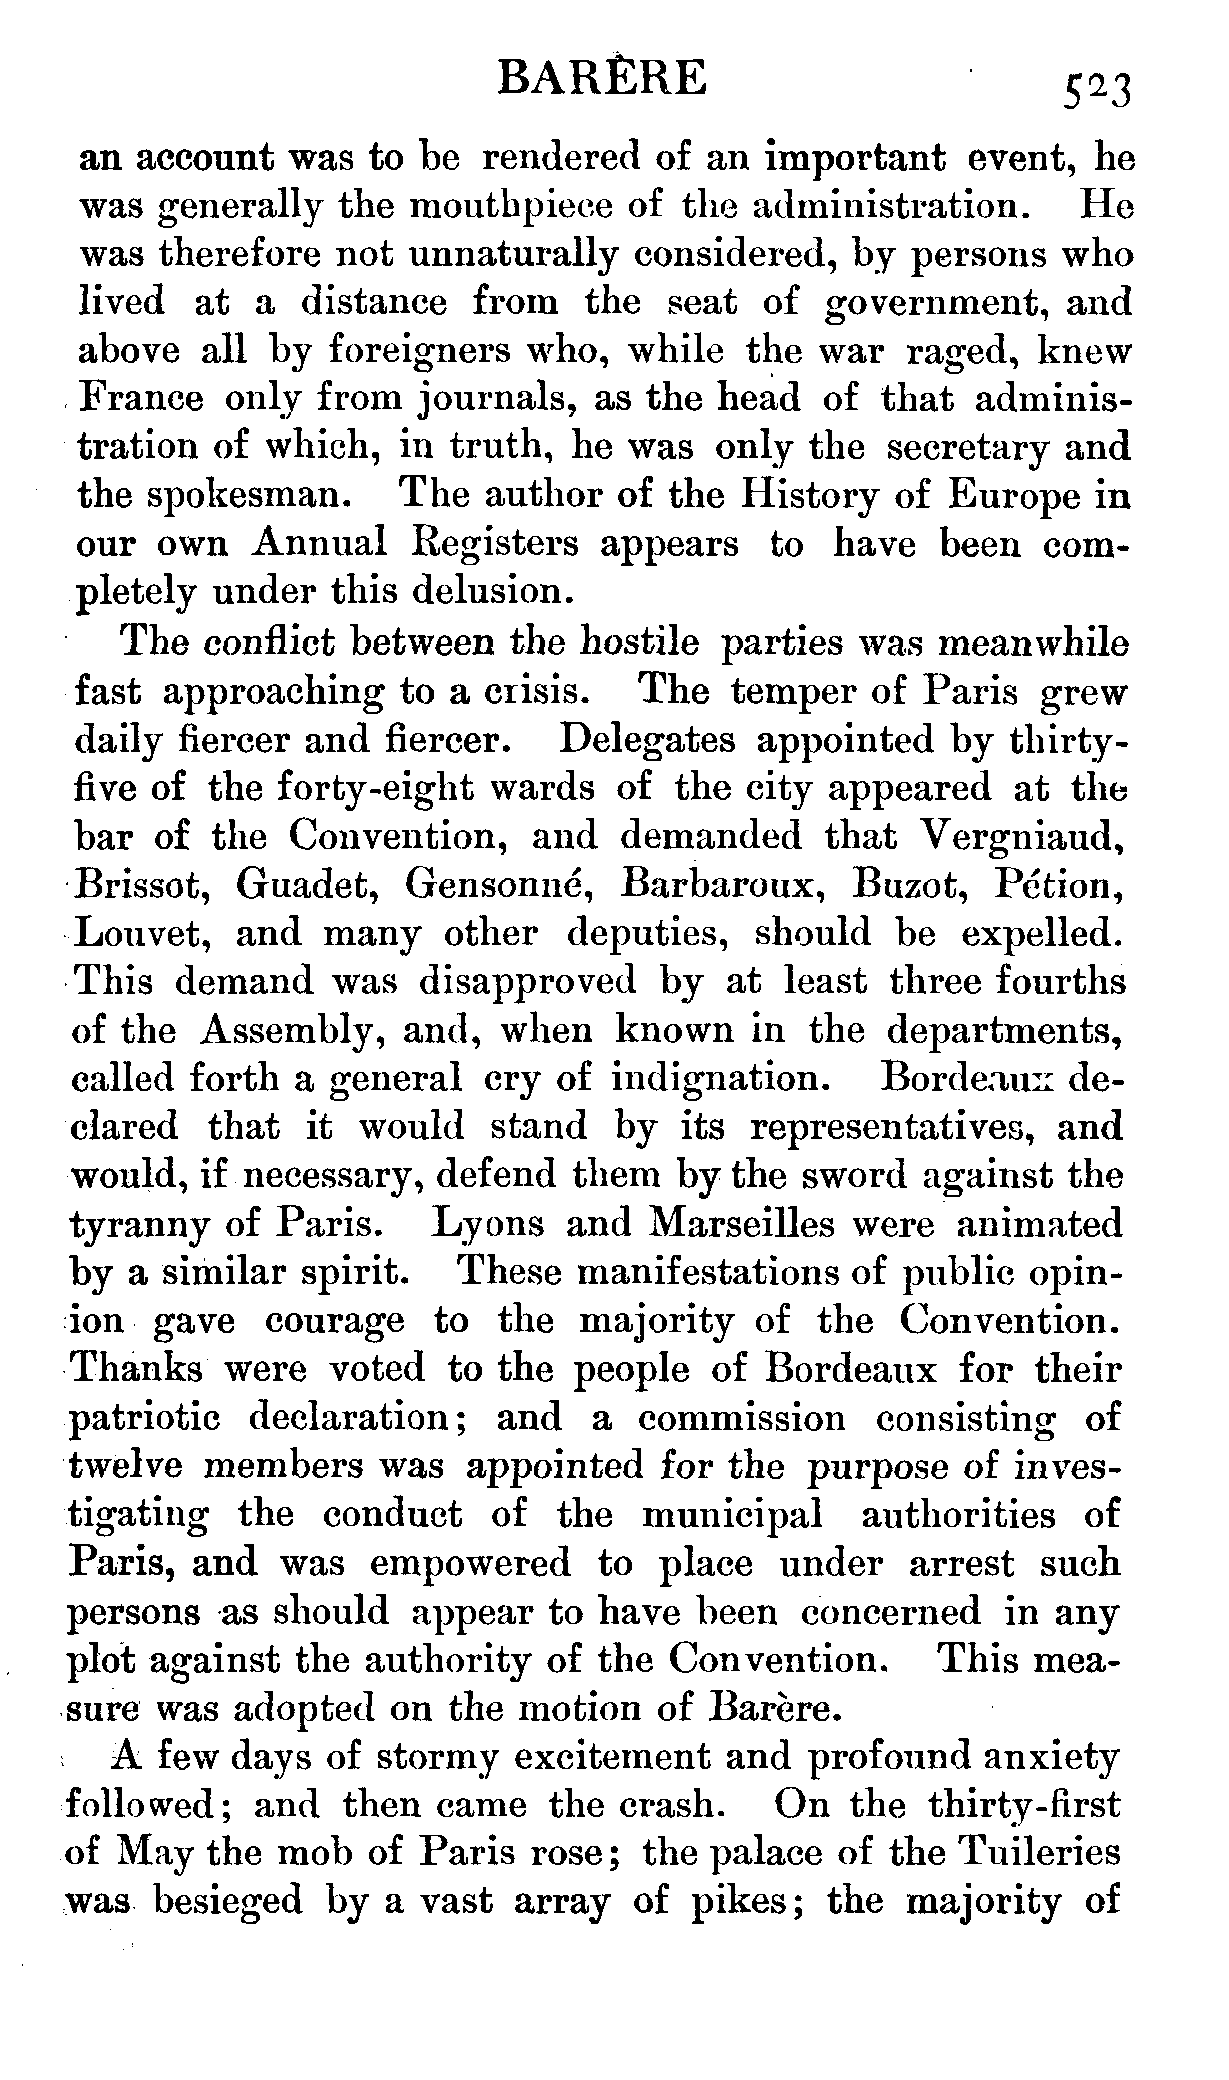 BARÈRE 523
an account was to be rendered of an important event, he
was generally the mouthpiece of the administration. He
was therefore not unnaturally considered, by persons who
lived at a distance from the seat of government, and
above all by foreigners who, while the war raged, knew
France only from journals, as the head of that adminis-
tration of which, in truth, he was only the secretary and
the spokesman. The author of the History of Europe in
our own Annual Registers appears to have been com-
pletely under this delusion.
The conflict between the hostile parties was meanwhile
fast approaching to a crisis. The temper of Paris grew
daily fiercer and fiercer. Delegates appointed by thirty-
five of the forty-eight wards of the city appeared at the
bar of the Convention, and demanded that Vergniaud,
Brissot, Guadet, Gensonné, Barbaroux, Buzot, Pétion,
Louvet, and many other deputies, should be expelled.
This demand was disapproved by at least three fourths
of the Assembly, and, when known in the departments,
called forth a general cry of indignation. Bordeaux de-
clared that it would stand by its representatives, and
would, if necessary, defend them by the sword against the
tyranny of Paris. Lyons and Marseilles were animated
by a similar spirit. These manifestations of public opin-
ion gave courage to the majority of the Convention.
Thanks were voted to the people of Bordeaux for their
patriotic declaration; and a commission consisting of
twelve members was appointed for the purpose of inves-
tigating the conduct of the municipal authorities of
Paris, and was empowered to place under arrest such
persons as should appear to have been concerned in any
plot against the authority of the Convention. This mea-
sure was adopted on the motion of Barère.
A few days of stormy excitement and profound anxiety
followed; and then came the crash. On the thirty-first
of May the mob of Paris rose; the palace of the Tuileries
was besieged by a vast array of pikes; the majority of